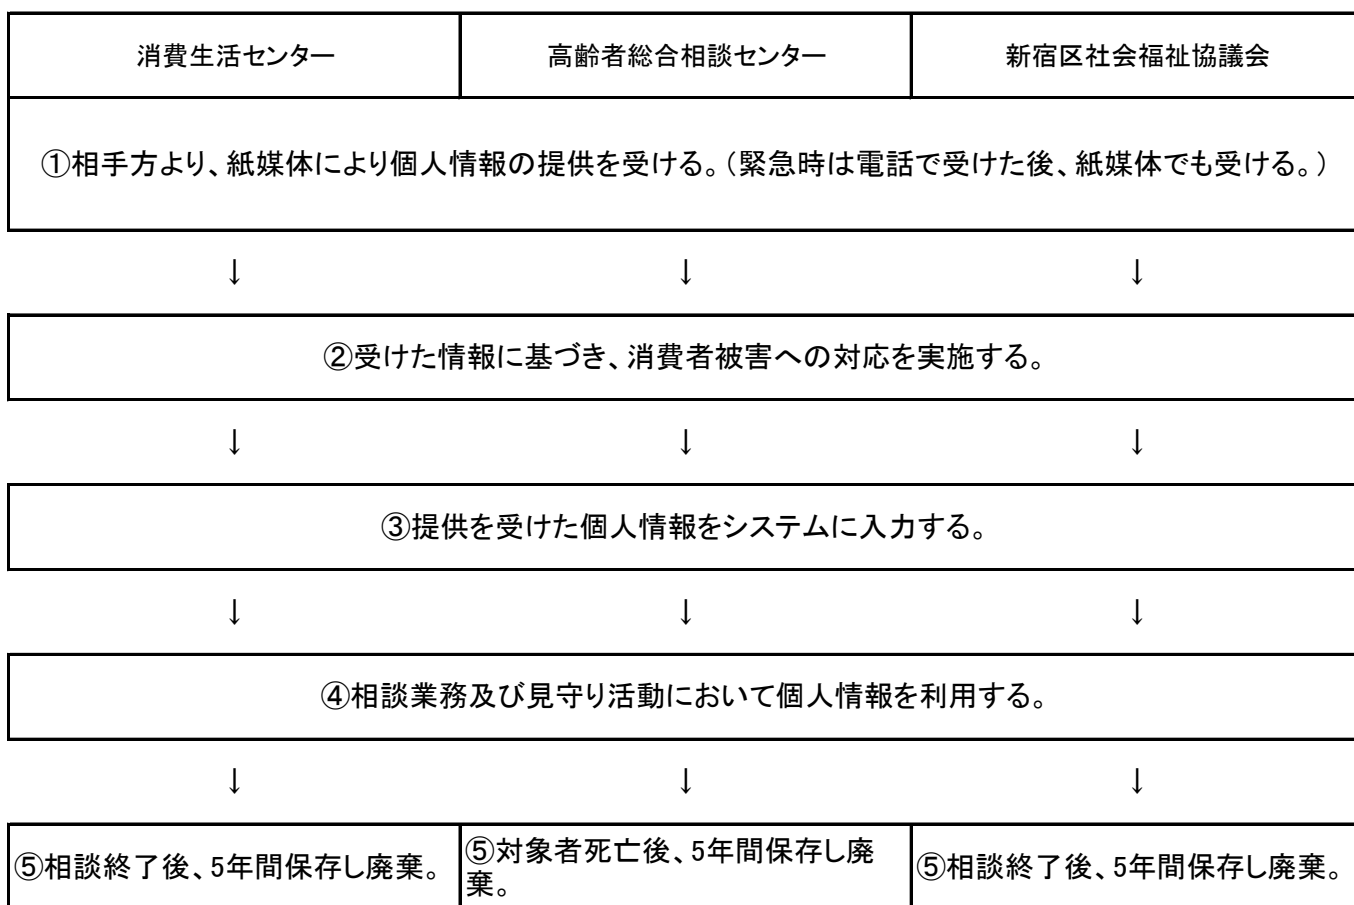 消費生活センター
高齢者総合相談センター
新宿区社会福祉協議会
①相手方より、紙媒体により個人情報の提供を受ける。（緊急時は電話で受けた後、紙媒体でも受ける。）
↓ ↓ ↓
②受けた情報に基づき、消費者被害への対応を実施する。
↓ ↓ ↓
③提供を受けた個人情報をシステムに入力する。
↓ ↓ ↓
④相談業務及び見守り活動において個人情報を利用する。
↓ ↓ ↓
⑤相談終了後、5年間保存し廃棄。
⑤対象者死亡後、5年間保存し廃
棄。
⑤相談終了後、5年間保存し廃棄。